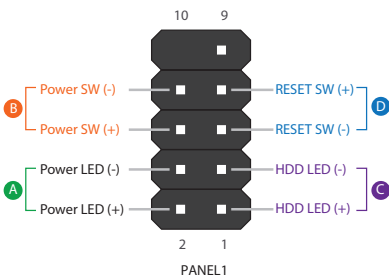 10 9
Power SW (-) RESET SW (+)
B D
Power SW (+) RESET SW (-)
Power LED (-) HDD LED (-)
A C
Power LED (+) HDD LED (+)
2 1
PANEL1